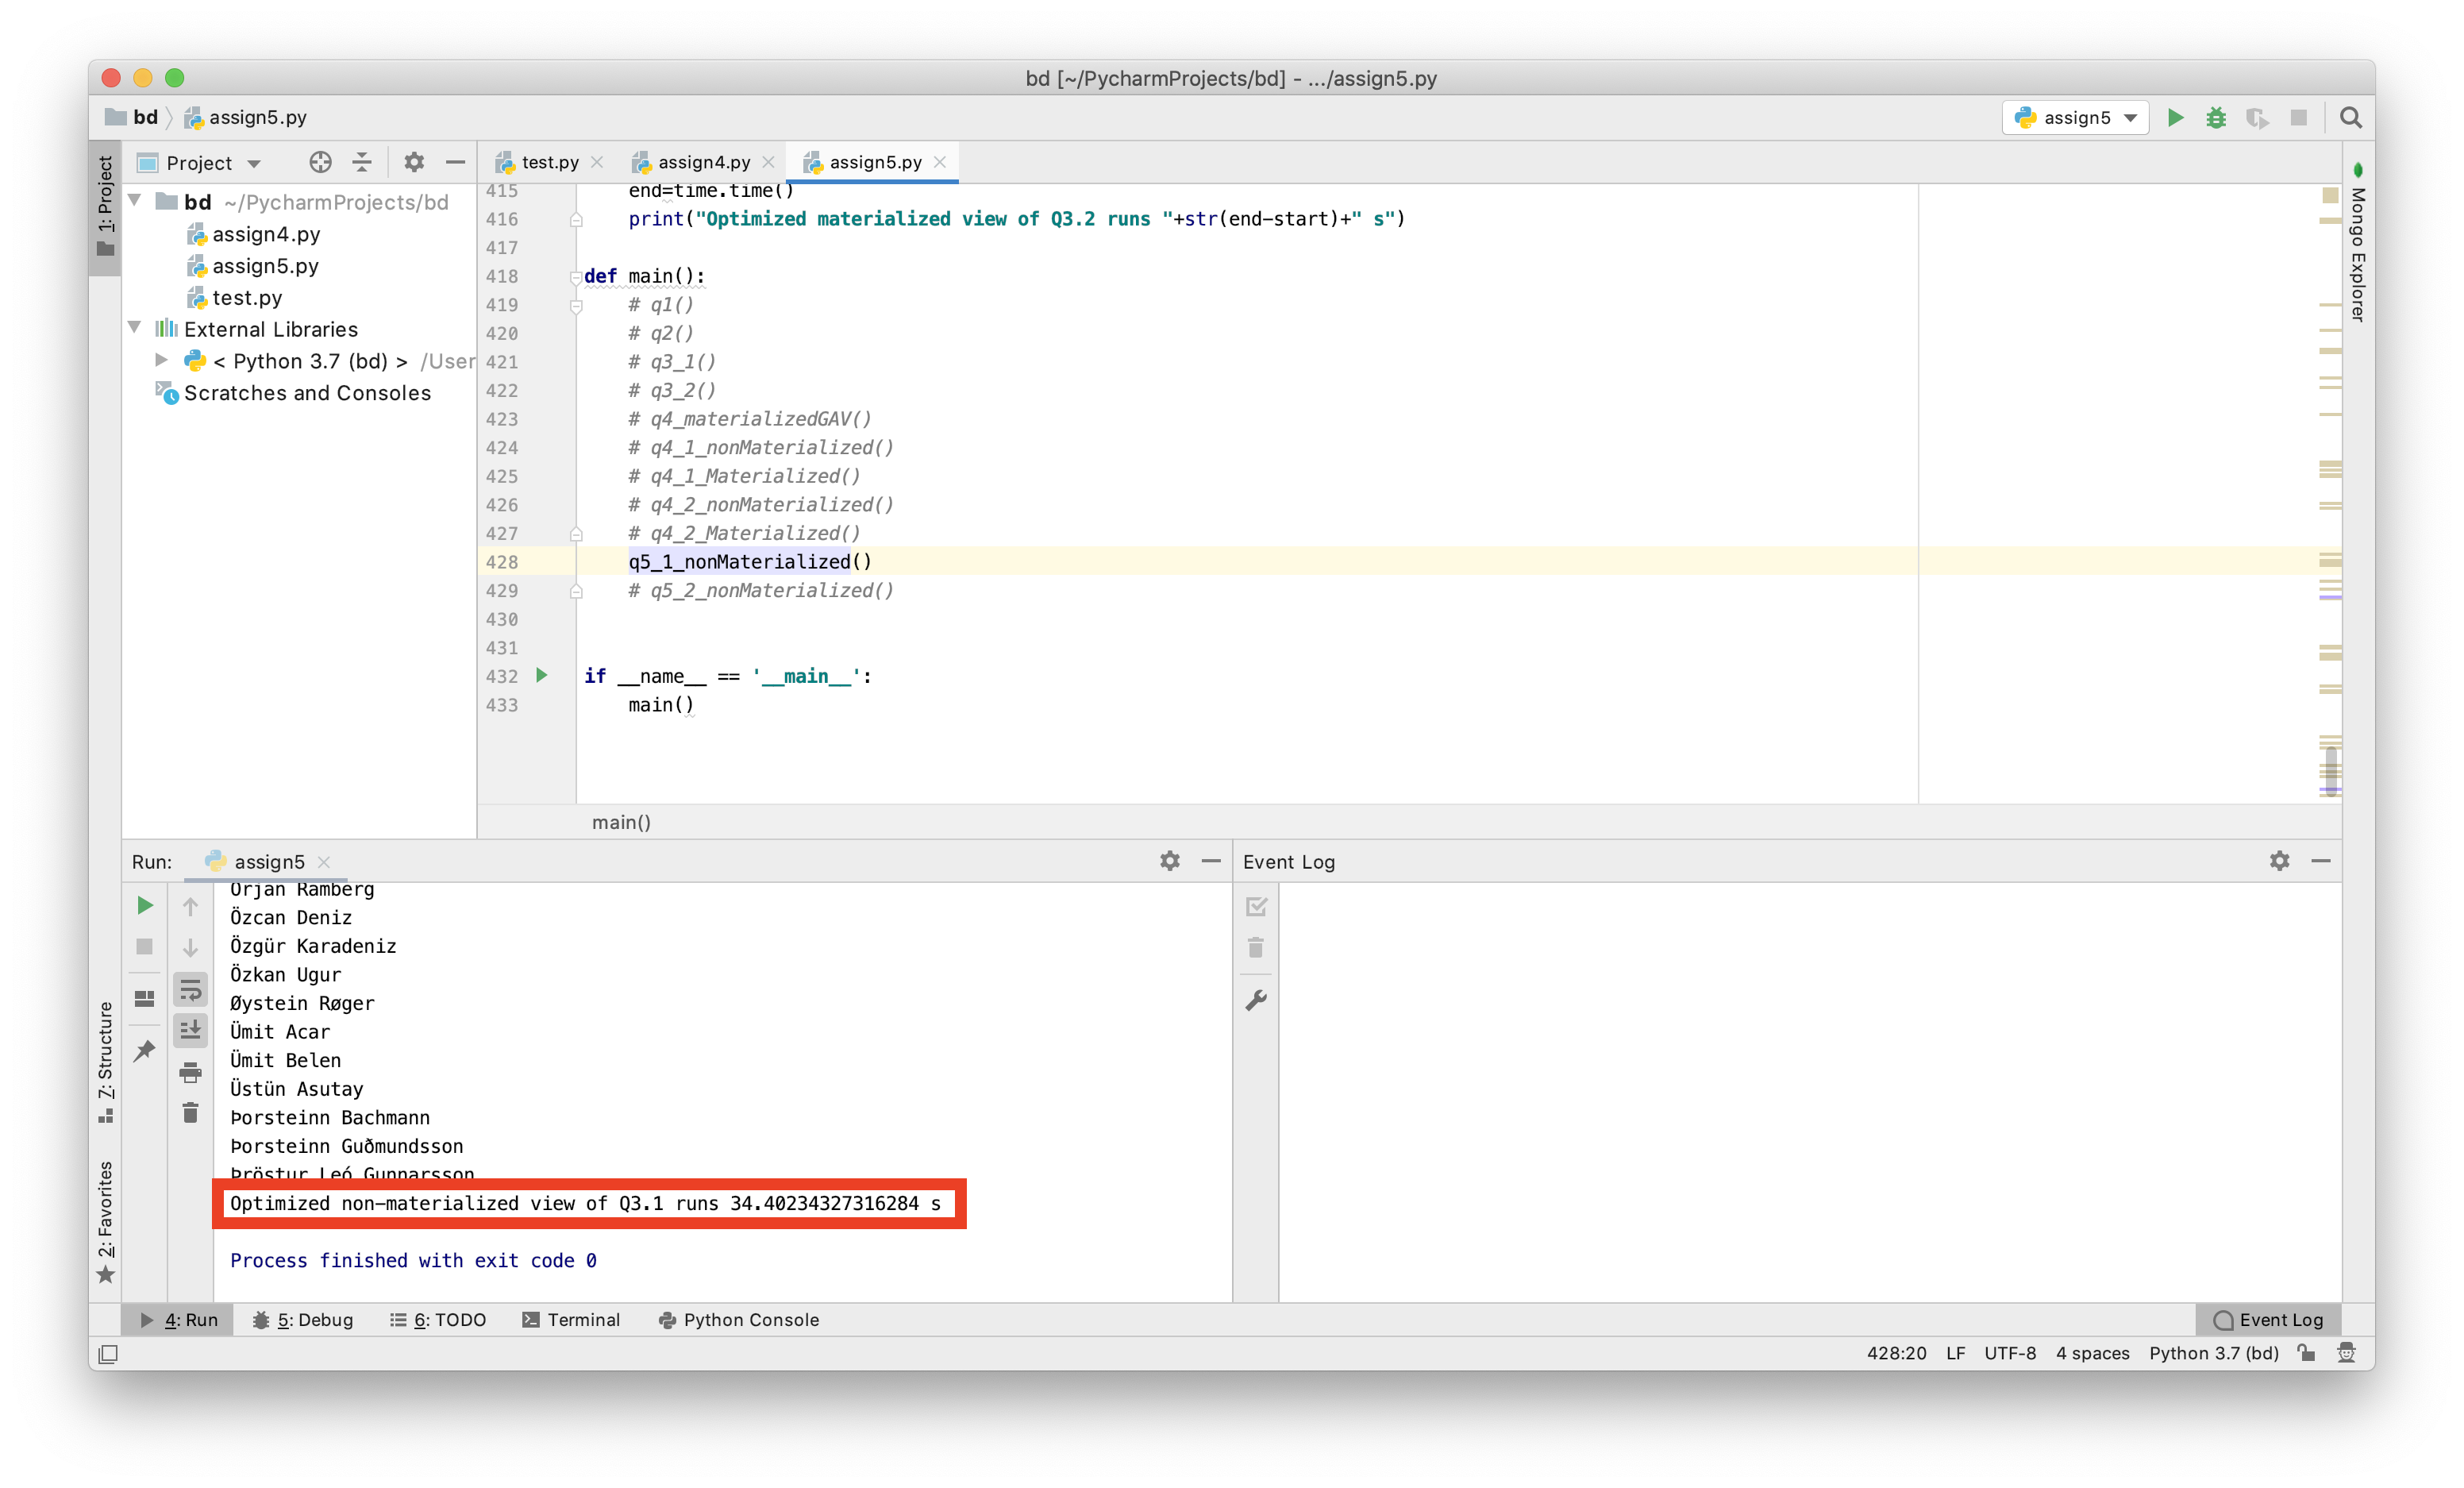 bd [~/PycharmProjects/bd] - .../assign5.py
bd
assign5.py
assign5
1: Project
Project
test.py
assign4.py
assign5.py
bd ~/PycharmProjects/bd
assign4.py
assign5.py
test.py
External Libraries
< Python 3.7 (bd) > /User
Scratches and Consoles
415 end=time.time()
416 print("Optimized materialized view of Q3.2 runs "+str(end-start)+" s")
417
418 def main():
419 # q1()
420 # q2()
421 # q3_1()
422 # q3_2()
423 # q4_materializedGAV()
424 # q4_1_nonMaterialized()
425 # q4_1_Materialized()
426 # q4_2_nonMaterialized()
427 # q4_2_Materialized()
428 q5_1_nonMaterialized()
429 # q5_2_nonMaterialized()
430
431
432 if __name__ == '__main__':
433 main()
main()
Mongo Explorer
Run: assign5
Event Log
Örjan Ramberg
Özcan Deniz
Özgür Karadeniz
Özkan Ugur
Øystein Røger
Ümit Acar
Ümit Belen
Üstün Asutay
Þorsteinn Bachmann
Þorsteinn Guðmundsson
Þröstur Leó Gunnarsson
Optimized non-materialized view of Q3.1 runs 34.40234327316284 s
Process finished with exit code 0
7: Structure
2: Favorites
4: Run
5: Debug
6: TODO
Terminal
Python Console
Event Log
428:20 LF UTF-8 4 spaces Python 3.7 (bd)